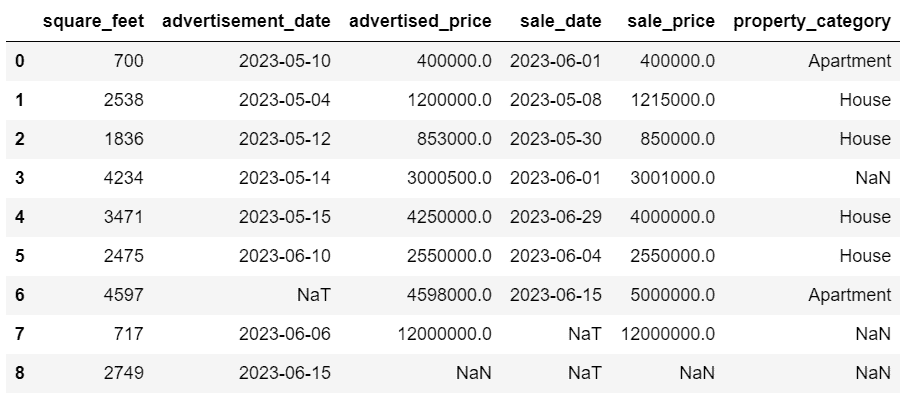 square_feet advertisement_date advertised_price sale_date sale_price property_category
0 700 2023-05-10 400000.0 2023-06-01 400000.0 Apartment
1 2538 2023-05-04 1200000.0 2023-05-08 1215000.0 House
2 1836 2023-05-12 853000.0 2023-05-30 850000.0 House
3 4234 2023-05-14 3000500.0 2023-06-01 3001000.0 NaN
4 3471 2023-05-15 4250000.0 2023-06-29 4000000.0 House
5 2475 2023-06-10 2550000.0 2023-06-04 2550000.0 House
6 4597 NaT 4598000.0 2023-06-15 5000000.0 Apartment
7 717 2023-06-06 12000000.0 NaT 12000000.0 NaN
8 2749 2023-06-15 NaN NaT NaN NaN